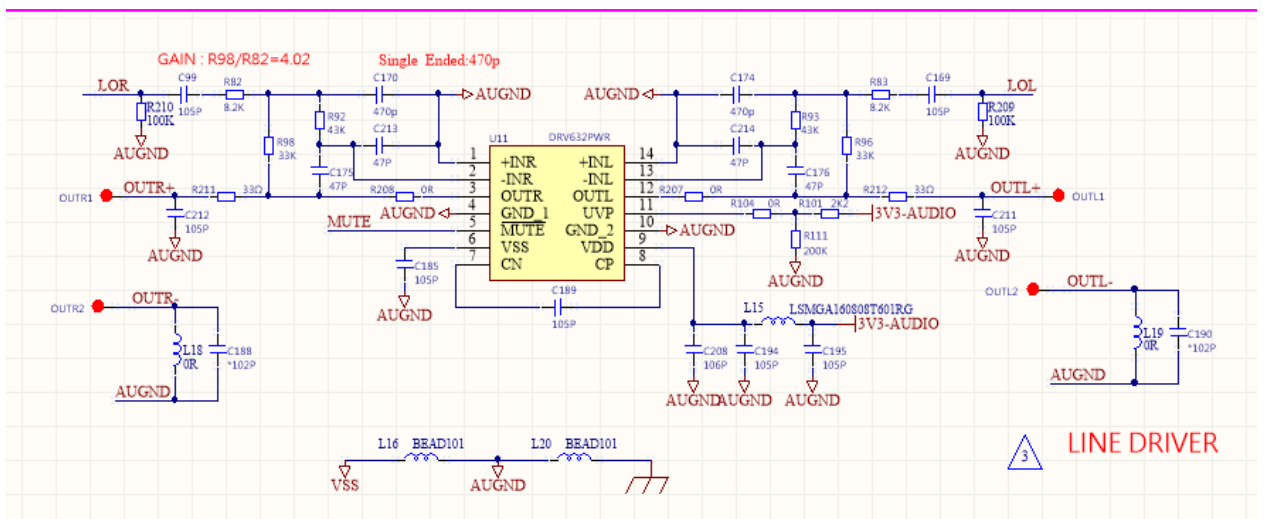 GAIN : R98/R82=4.02
Single Ended:470p
LOR
C99
105P
R82
8.2K
C170
470p
AUGND
R210
100K
AUGND
R92
43K
C213
47P
R98
33K
C175
47P
OUTR1
OUTR+
R211
33Ω
R208
0R
C212
105P
AUGND
AUGND
MUTE
C185
105P
AUGND
C189
105P
U11
DRV632PWR
1
+INR
+INL
14
2
-INR
-INL
13
3
OUTR
OUTL
12
4
GND_1
UVP
11
5
MUTE
GND_2
10
6
VSS
VDD
9
7
CN
CP
8
AUGND
C174
470p
R83
8.2K
C169
105P
LOL
R209
100K
AUGND
R93
43K
C214
47P
R96
33K
C176
47P
R207
0R
R212
33Ω
OUTL+
OUTL1
R104
0R
R101
2K2
3V3-AUDIO
C211
105P
AUGND
AUGND
R111
200K
AUGND
L15
LSMGA160808T601RG
3V3-AUDIO
C208
106P
C194
105P
C195
105P
AUGND
AUGND
AUGND
OUTR2
OUTR-
L18
0R
C188
*102P
AUGND
OUTL2
OUTL-
L19
0R
C190
*102P
AUGND
L16
BEAD101
L20
BEAD101
VSS
AUGND
3
LINE DRIVER